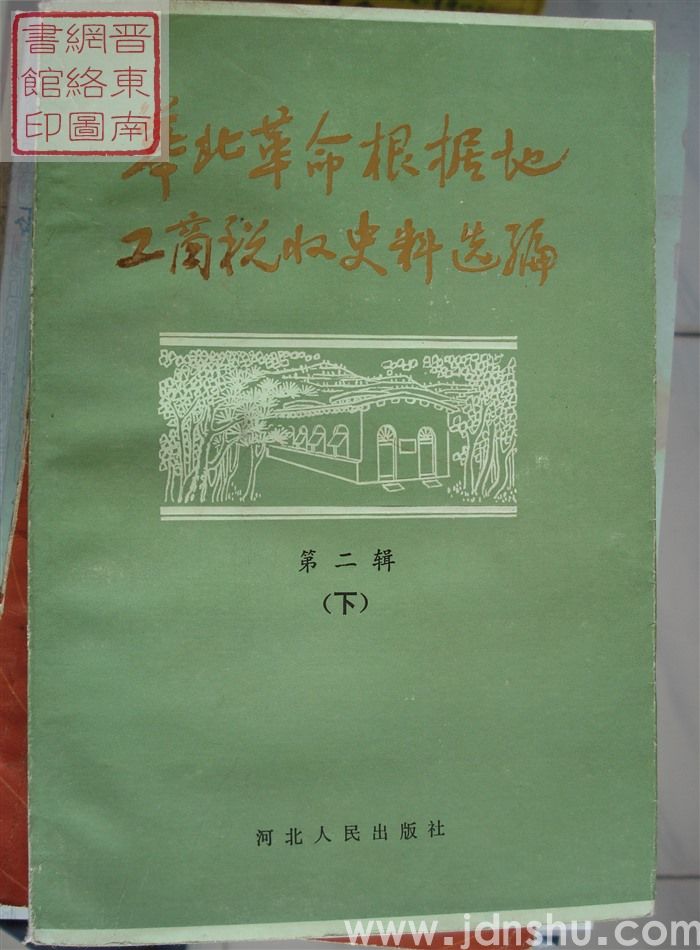 晋東南
網絡圖
書館印
華北革命根据地
工商税收史料选编
第二辑
（下）
河北人民出版社
www.jdnshu.com